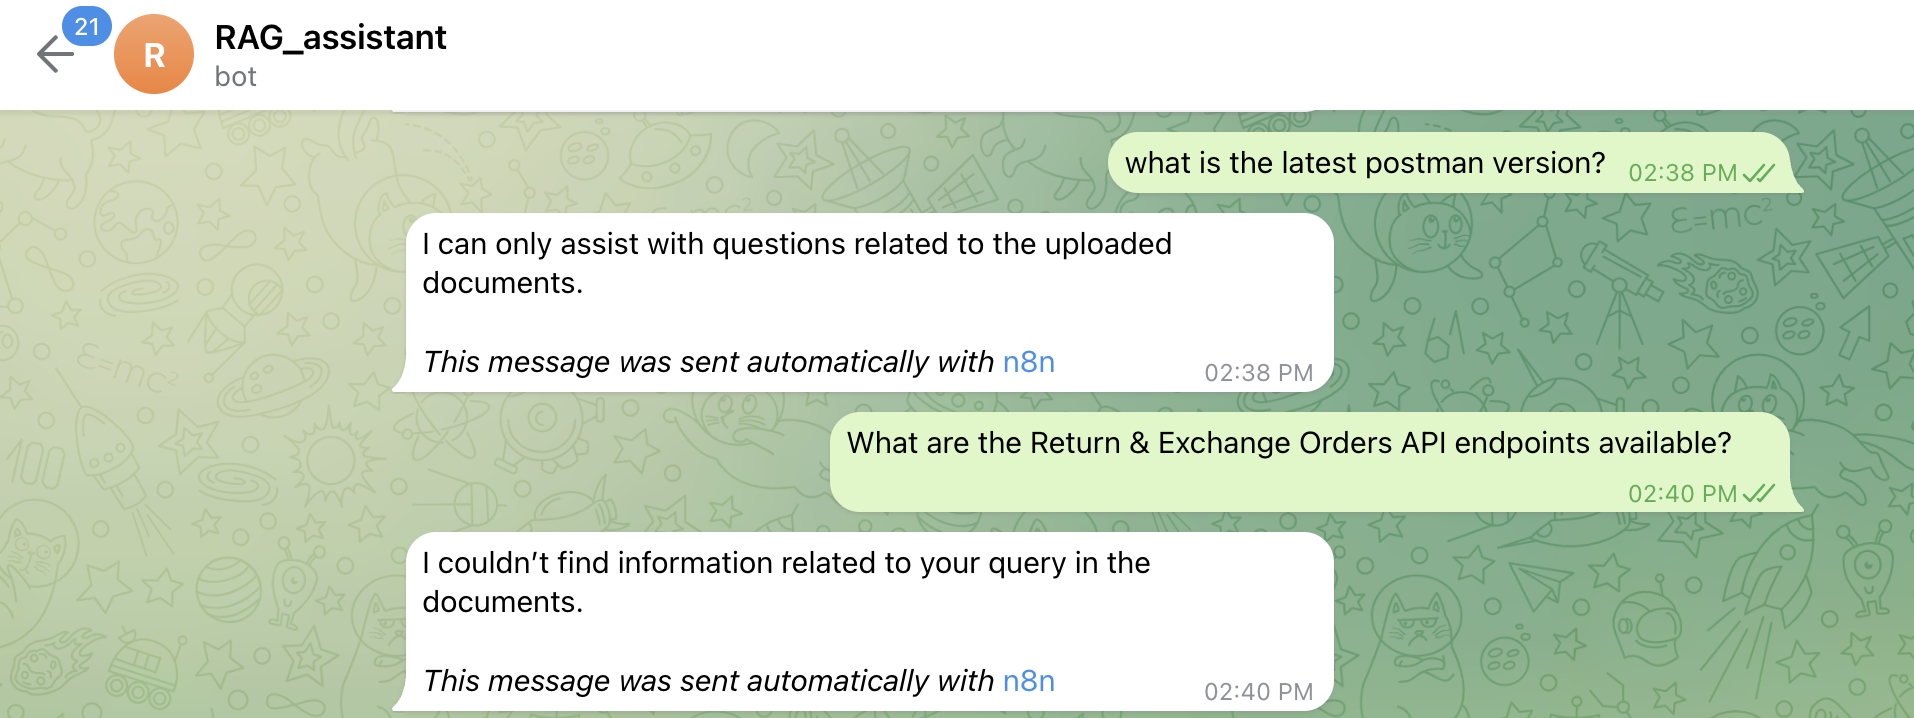 21
R
RAG_assistant
bot
what is the latest postman version? 02:38 PM
I can only assist with questions related to the uploaded
documents.
This message was sent automatically with n8n 02:38 PM
What are the Return & Exchange Orders API endpoints available?
02:40 PM
I couldn’t find information related to your query in the
documents.
This message was sent automatically with n8n 02:40 PM